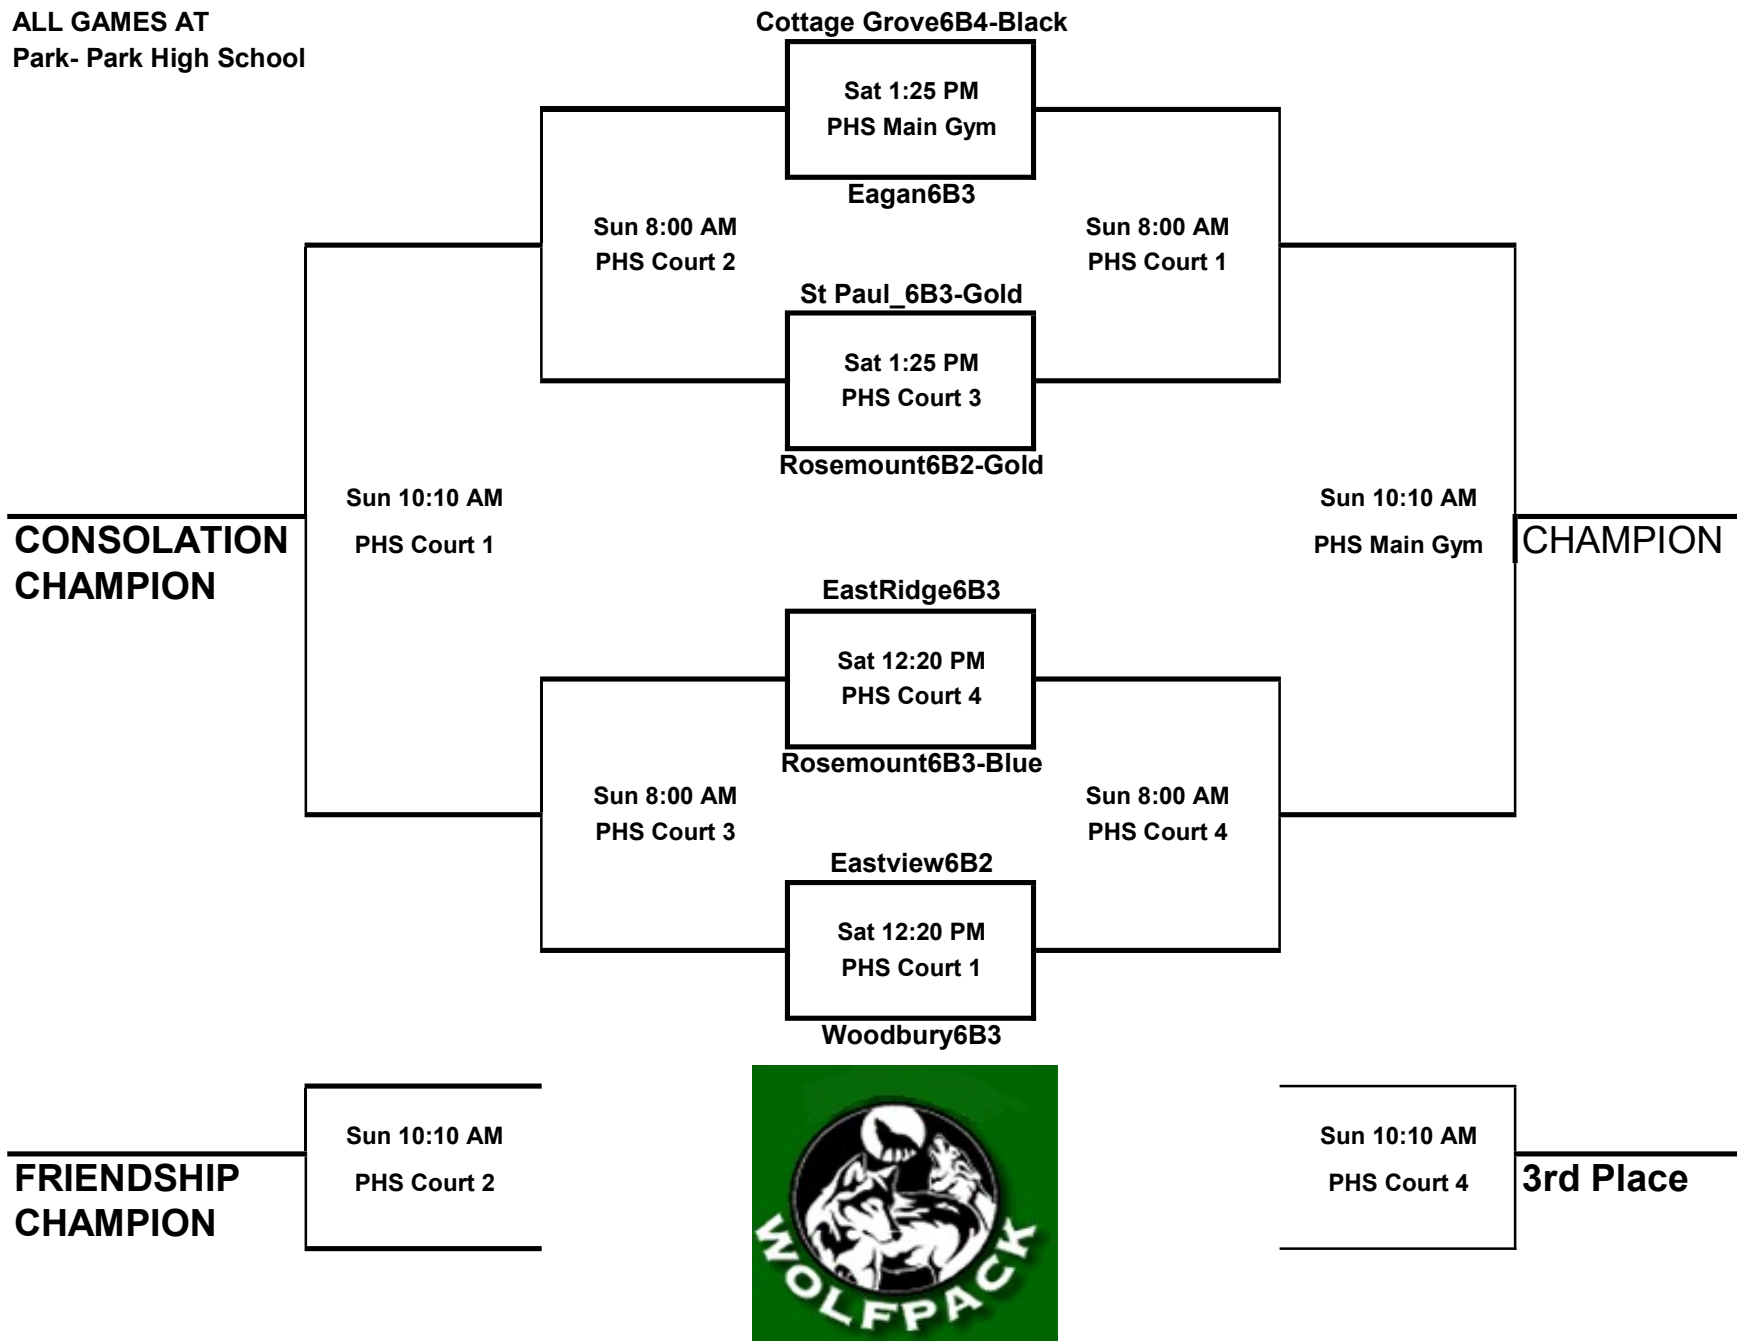 ALL GAMES AT
Park- Park High School
Cottage Grove6B4-Black
Sat 1:25 PM
PHS Main Gym
Eagan6B3
Sun 8:00 AM
PHS Court 2
Sun 8:00 AM
PHS Court 1
St Paul_6B3-Gold
Sat 1:25 PM
PHS Court 3
Rosemount6B2-Gold
Sun 10:10 AM
PHS Court 1
Sun 10:10 AM
PHS Main Gym
CONSOLATION
CHAMPION
CHAMPION
EastRidge6B3
Sat 12:20 PM
PHS Court 4
Rosemount6B3-Blue
Sun 8:00 AM
PHS Court 3
Sun 8:00 AM
PHS Court 4
Eastview6B2
Sat 12:20 PM
PHS Court 1
Woodbury6B3
Sun 10:10 AM
PHS Court 2
Sun 10:10 AM
PHS Court 4
FRIENDSHIP
CHAMPION
3rd Place
WOLFPACK